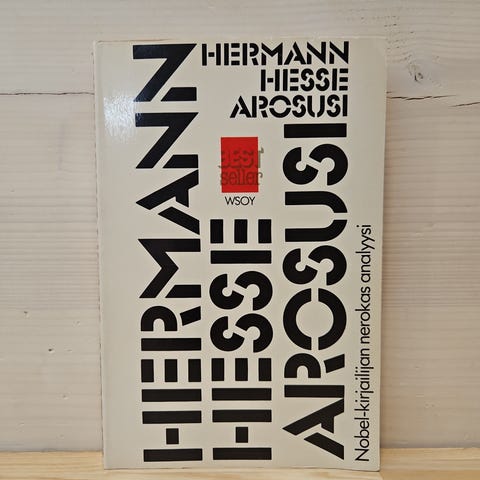 HERMANN
HESSE
AROSUSI
BEST
seller
WSOY
HERMANN
HESSE
AROSUSI
Nobel-kirjailijan nerokas analyysi